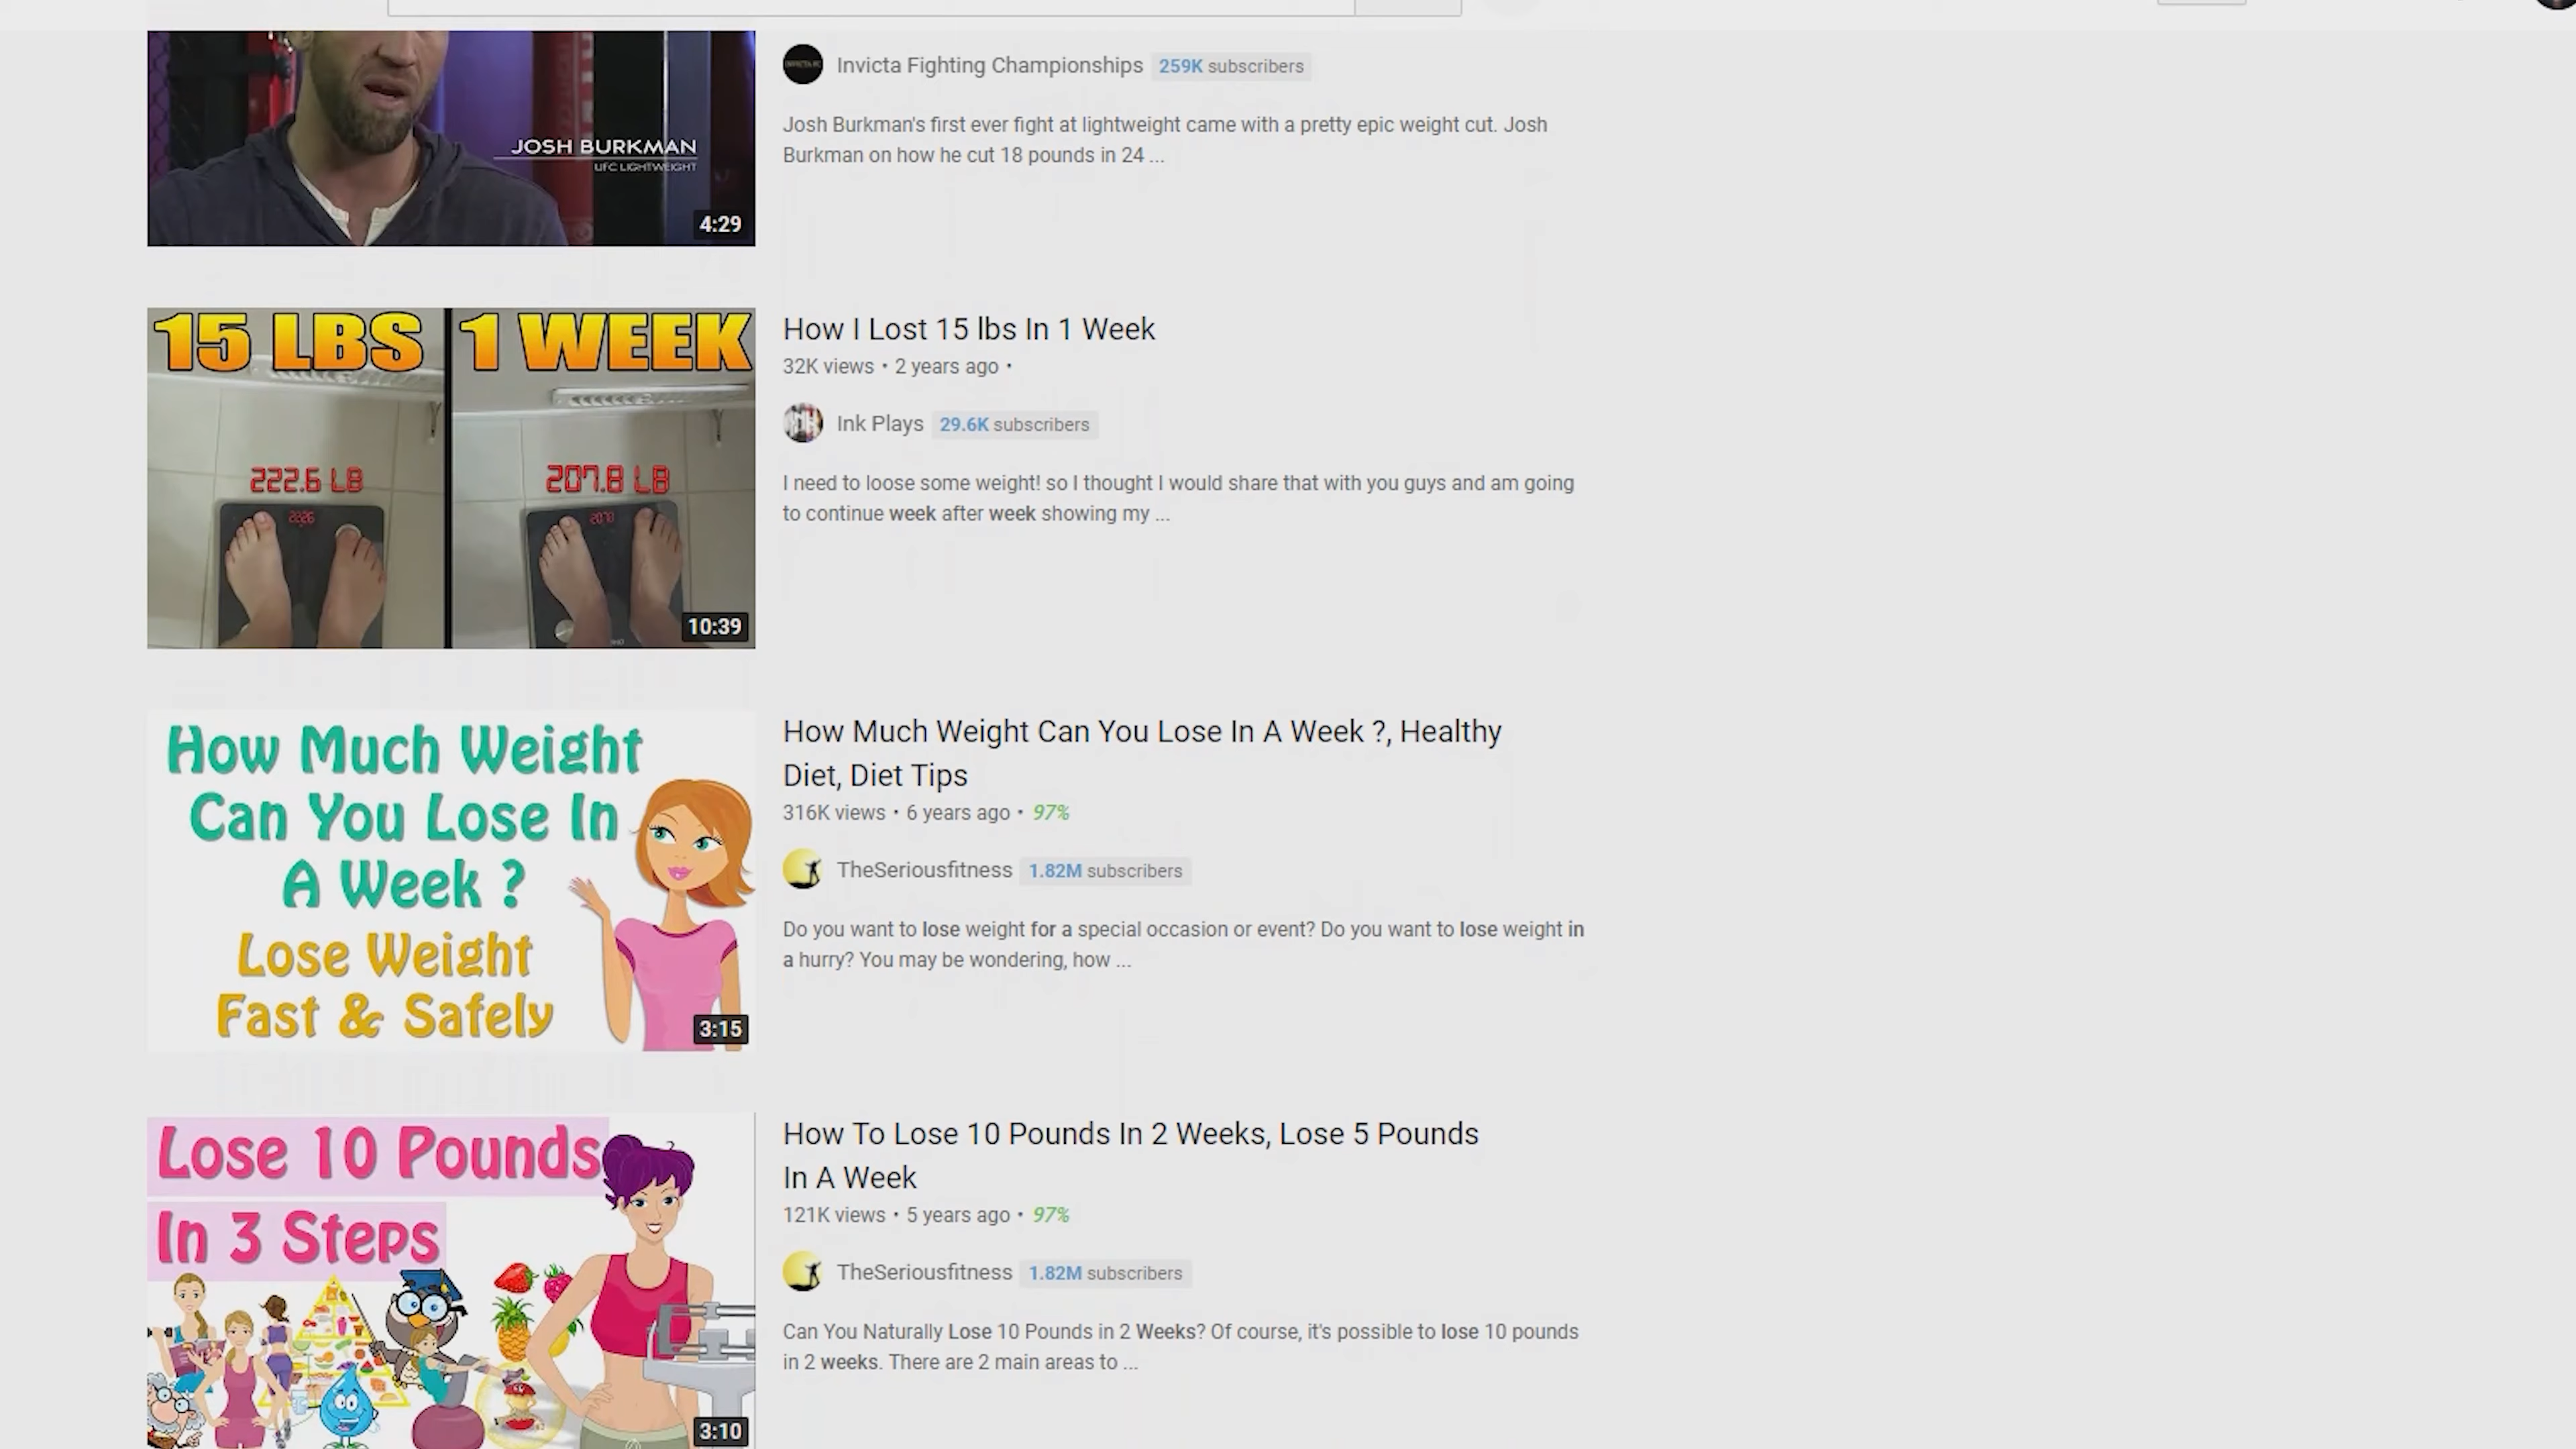 Invicta Fighting Championships 259K subscribers
Josh Burkman's first ever fight at lightweight came with a pretty epic weight cut. Josh
Burkman on how he cut 18 pounds in 24 ...
JOSH BURKMAN
UFC LIGHTWEIGHT
4:29
15 LBS 1 WEEK
222.6 LB 207.8 LB
10:39
How I Lost 15 lbs In 1 Week
32K views • 2 years ago •
Ink Plays 29.6K subscribers
I need to loose some weight! so I thought I would share that with you guys and am going
to continue week after week showing my ...
How Much Weight
Can You Lose In
A Week ?
Lose Weight
Fast & Safely
3:15
How Much Weight Can You Lose In A Week ?, Healthy
Diet, Diet Tips
316K views • 6 years ago • 97%
TheSeriousfitness 1.82M subscribers
Do you want to lose weight for a special occasion or event? Do you want to lose weight in
a hurry? You may be wondering, how ...
Lose 10 Pounds
In 3 Steps
3:10
How To Lose 10 Pounds In 2 Weeks, Lose 5 Pounds
In A Week
121K views • 5 years ago • 97%
TheSeriousfitness 1.82M subscribers
Can You Naturally Lose 10 Pounds in 2 Weeks? Of course, it's possible to lose 10 pounds
in 2 weeks. There are 2 main areas to ...